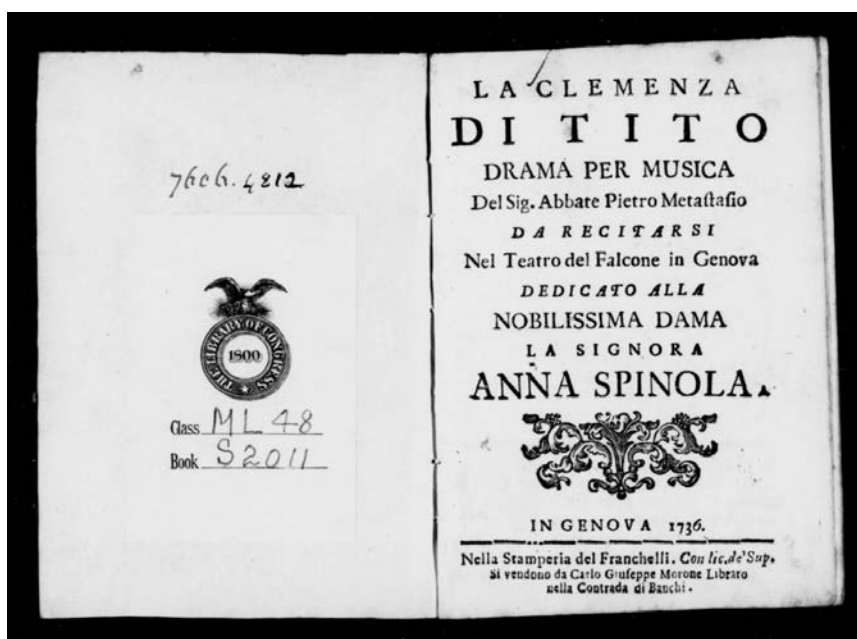 7606.4812
THE LIBRARY OF CONGRESS
1800
Class ML 48
Book S2011
LA CLEMENZA
DI TITO
DRAMA PER MUSICA
Del Sig. Abbate Pietro Metaſtaſio
DA RECITARSI
Nel Teatro del Falcone in Genova
DEDICATO ALLA
NOBILISSIMA DAMA
LA SIGNORA
ANNA SPINOLA.
IN GENOVA 1736.
Nella Stamperia del Franchelli. Con lic. de' Sup.
Si vendono da Carlo Giuſeppe Morone Libraro
nella Contrada di Banchi.